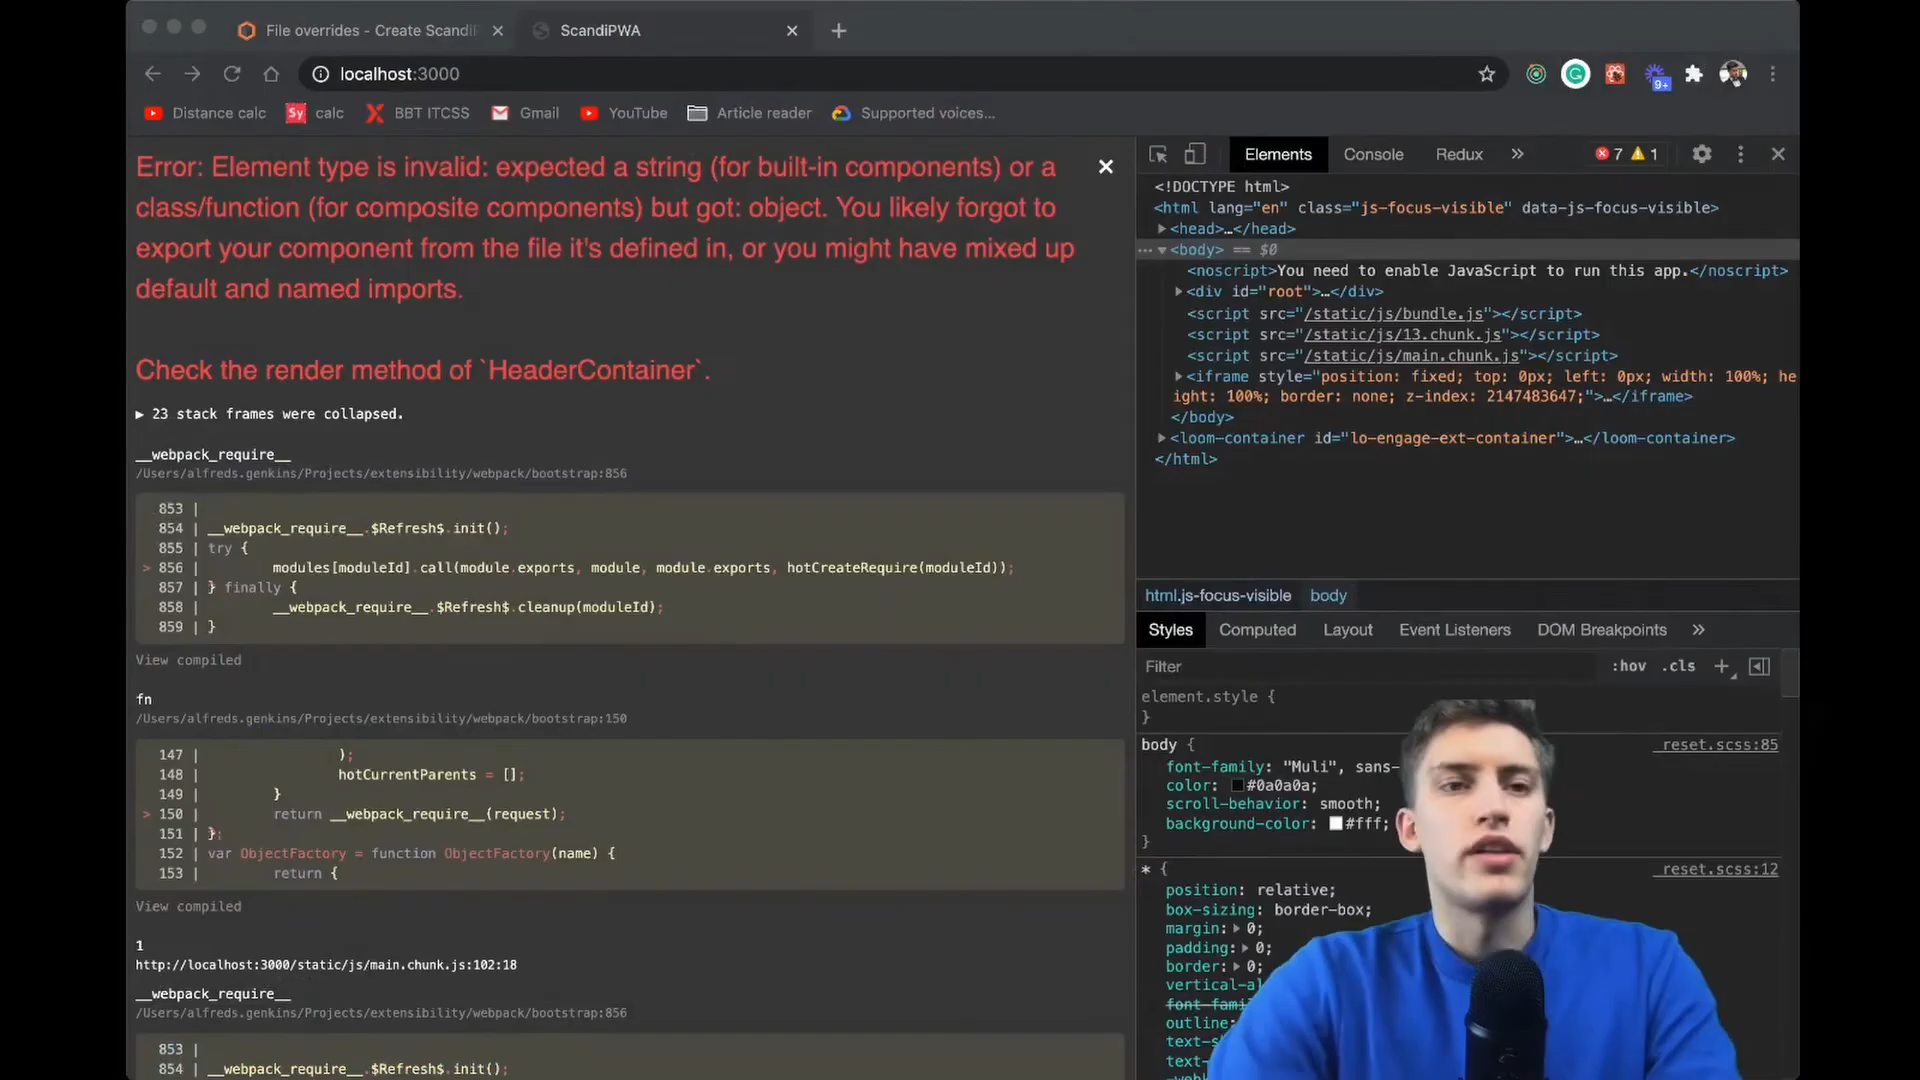 File overrides - Create Scandi
ScandiPWA
localhost:3000
9+
Distance calc
Sy calc
BBT ITCSS
Gmail
YouTube
Article reader
Supported voices...
Error: Element type is invalid: expected a string (for built-in components) or a
class/function (for composite components) but got: object. You likely forgot to
export your component from the file it's defined in, or you might have mixed up
default and named imports.
Check the render method of `HeaderContainer`.
▶ 23 stack frames were collapsed.
__webpack_require__
/Users/alfreds.genkins/Projects/extensibility/webpack/bootstrap:856
853 |
854 | __webpack_require__.$Refresh$.init();
855 | try {
> 856 | modules[moduleId].call(module.exports, module, module.exports, hotCreateRequire(moduleId));
857 | } finally {
858 | __webpack_require__.$Refresh$.cleanup(moduleId);
859 | }
View compiled
fn
/Users/alfreds.genkins/Projects/extensibility/webpack/bootstrap:150
147 | );
148 | hotCurrentParents = [];
149 | }
> 150 | return __webpack_require__(request);
151 | };
152 | var ObjectFactory = function ObjectFactory(name) {
153 | return {
View compiled
1
http://localhost:3000/static/js/main.chunk.js:102:18
__webpack_require__
/Users/alfreds.genkins/Projects/extensibility/webpack/bootstrap:856
853 |
854 | __webpack_require__.$Refresh$.init();
Elements Console Redux » 7 1
<!DOCTYPE html>
<html lang="en" class="js-focus-visible" data-js-focus-visible>
▶<head>…</head>
…▼<body> == $0
<noscript>You need to enable JavaScript to run this app.</noscript>
▶<div id="root">…</div>
<script src="/static/js/bundle.js"></script>
<script src="/static/js/13.chunk.js"></script>
<script src="/static/js/main.chunk.js"></script>
▶<iframe style="position: fixed; top: 0px; left: 0px; width: 100%; he
ight: 100%; border: none; z-index: 2147483647;">…</iframe>
</body>
▶<loom-container id="lo-engage-ext-container">…</loom-container>
</html>
html.js-focus-visible body
Styles Computed Layout Event Listeners DOM Breakpoints »
Filter :hov .cls +
element.style {
}
body { _reset.scss:85
font-family: "Muli", sans-
color: #0a0a0a;
scroll-behavior: smooth;
background-color: #fff;
}
* { _reset.scss:12
position: relative;
box-sizing: border-box;
margin:▶ 0;
padding:▶ 0;
border:▶ 0;
vertical-a
font-fami
outline:
text-s
text-